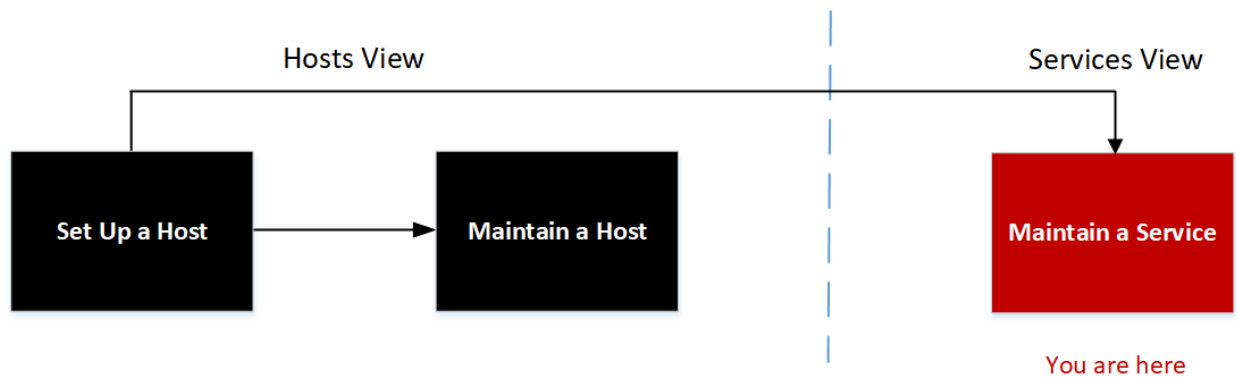 Hosts View
Services View
Set Up a Host
Maintain a Host
Maintain a Service
You are here